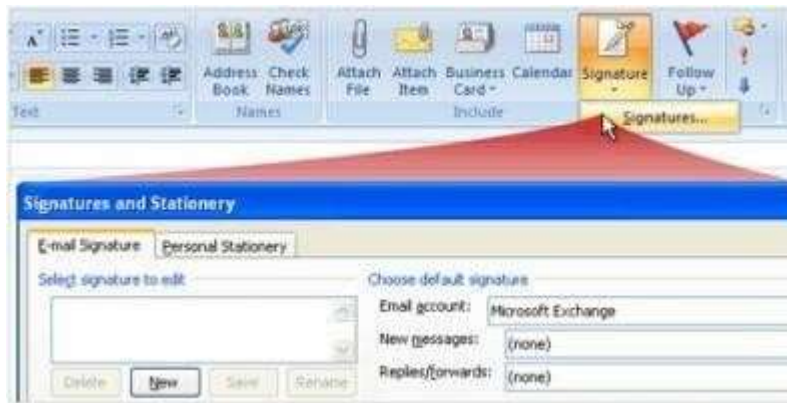 Address Check Attach Attach Business Calendar Signature Follow
Book Names File Item Card Up
Text Names Include
Signatures...
Signatures and Stationery
E-mail Signature Personal Stationery
Select signature to edit Choose default signature
Email account: Microsoft Exchange
New messages: (none)
Delete New Save Rename Replies/forwards: (none)